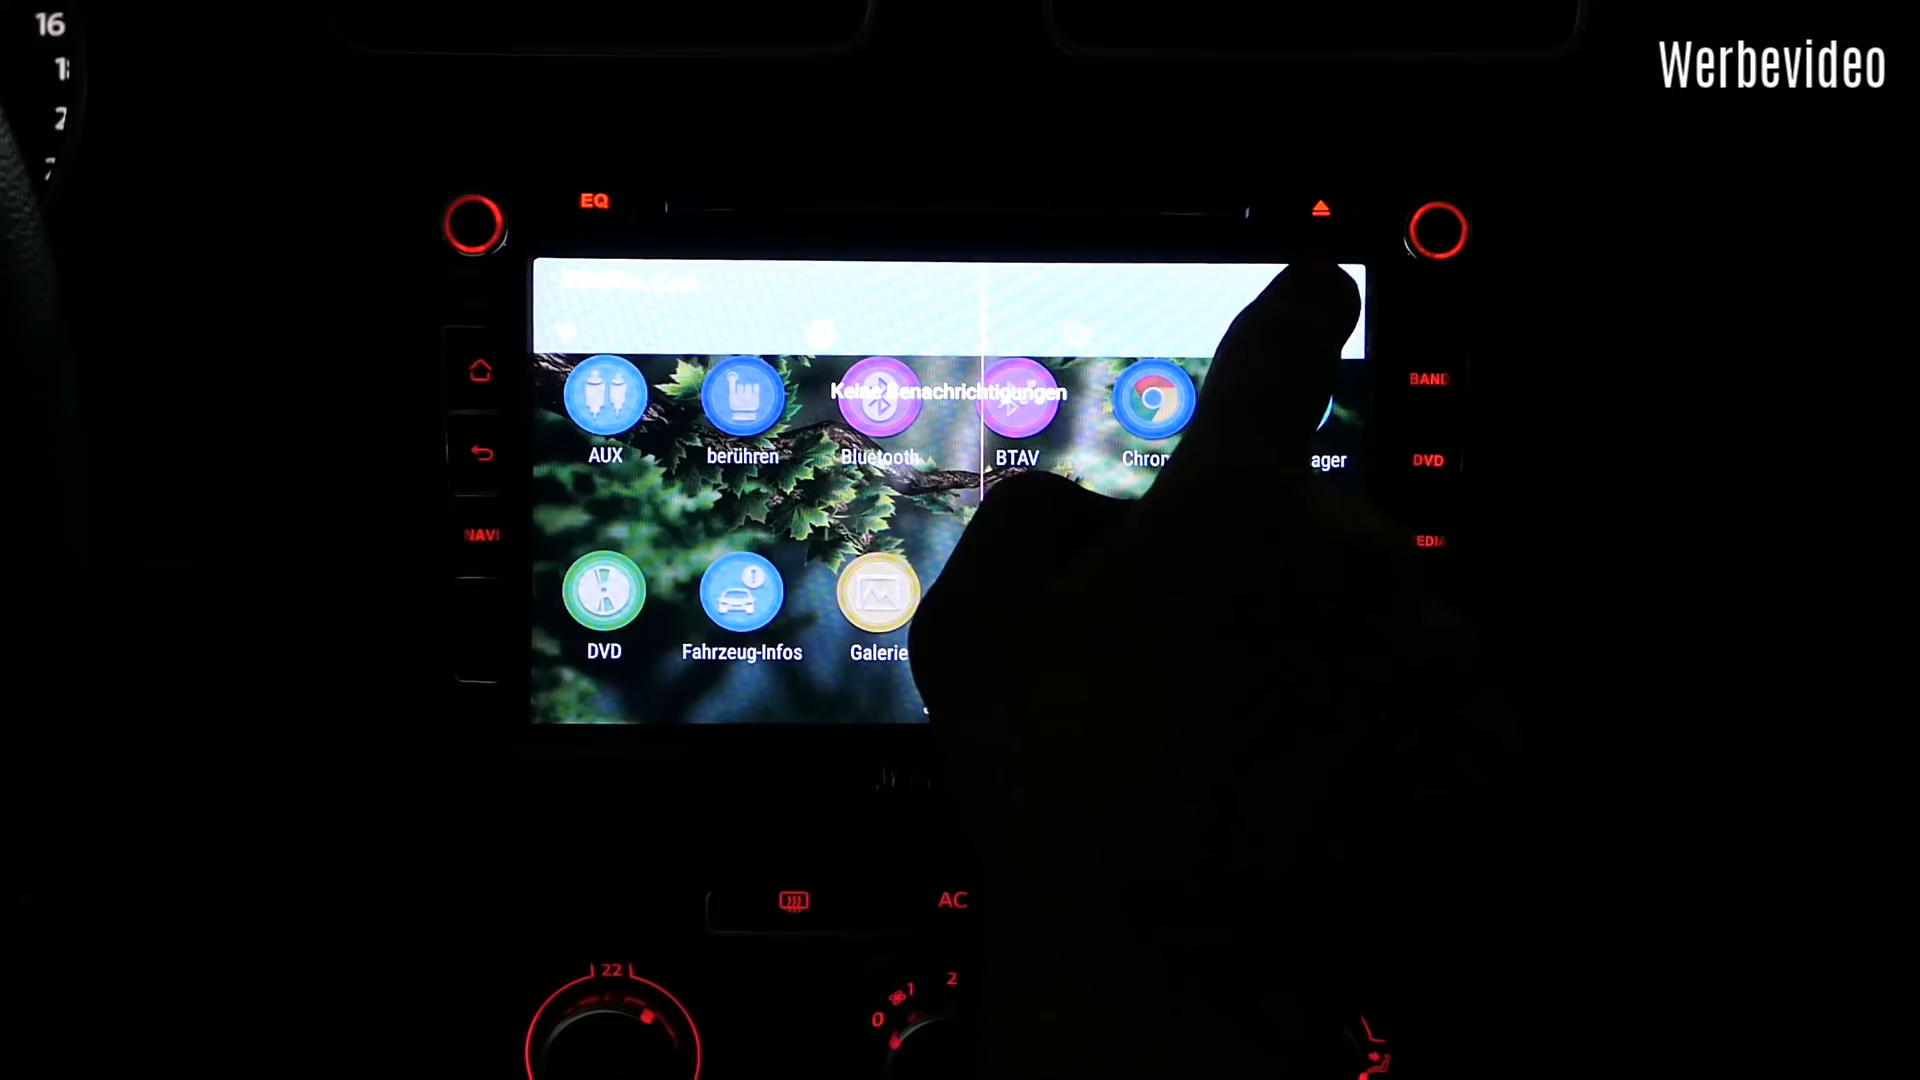 Werbevideo
16
EQ
Keine Benachrichtigungen
AUX
berühren
Bluetooth
BTAV
BAND
DVD
NAVI
DVD
Fahrzeug-Infos
Galerie
AC
22
0
1
2